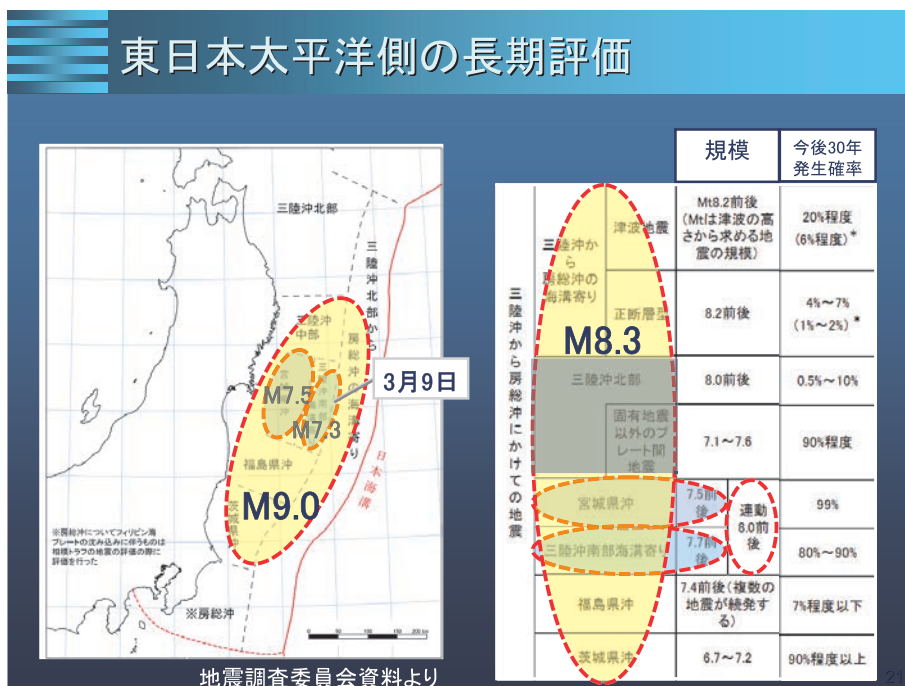 東日本太平洋側の長期評価
三陸沖北部
三陸沖北部から
房総沖の海溝寄り
三陸沖
中部
宮城県沖
M7.5
M7.3
3月9日
福島県沖
M9.0
茨城県沖
日本海溝
※房総沖についてフィリピン海
プレートの沈み込みに伴うものは
相模トラフの地震の評価の際に
評価を行った
※房総沖
0 50 100 150 200 km
地震調査委員会資料より
規模
今後30年
発生確率
三陸沖から房総沖にかけての地震
三陸沖か
ら
房総沖の
海溝寄り
津波地震
Mt8.2前後
(Mtは津波の高
さから求める地
震の規模)
20%程度
(6%程度)*
正断層型
8.2前後
4%～7%
(1%～2%)*
M8.3
三陸沖北部
8.0前後
0.5%～10%
固有地震
以外のプ
レート間
地震
7.1～7.6
90%程度
宮城県沖
7.5前
後
連動
8.0前
後
99%
三陸沖南部海溝寄り
7.7前
後
80%～90%
福島県沖
7.4前後(複数の
地震が続発す
る)
7%程度以下
茨城県沖
6.7～7.2
90%程度以上
21